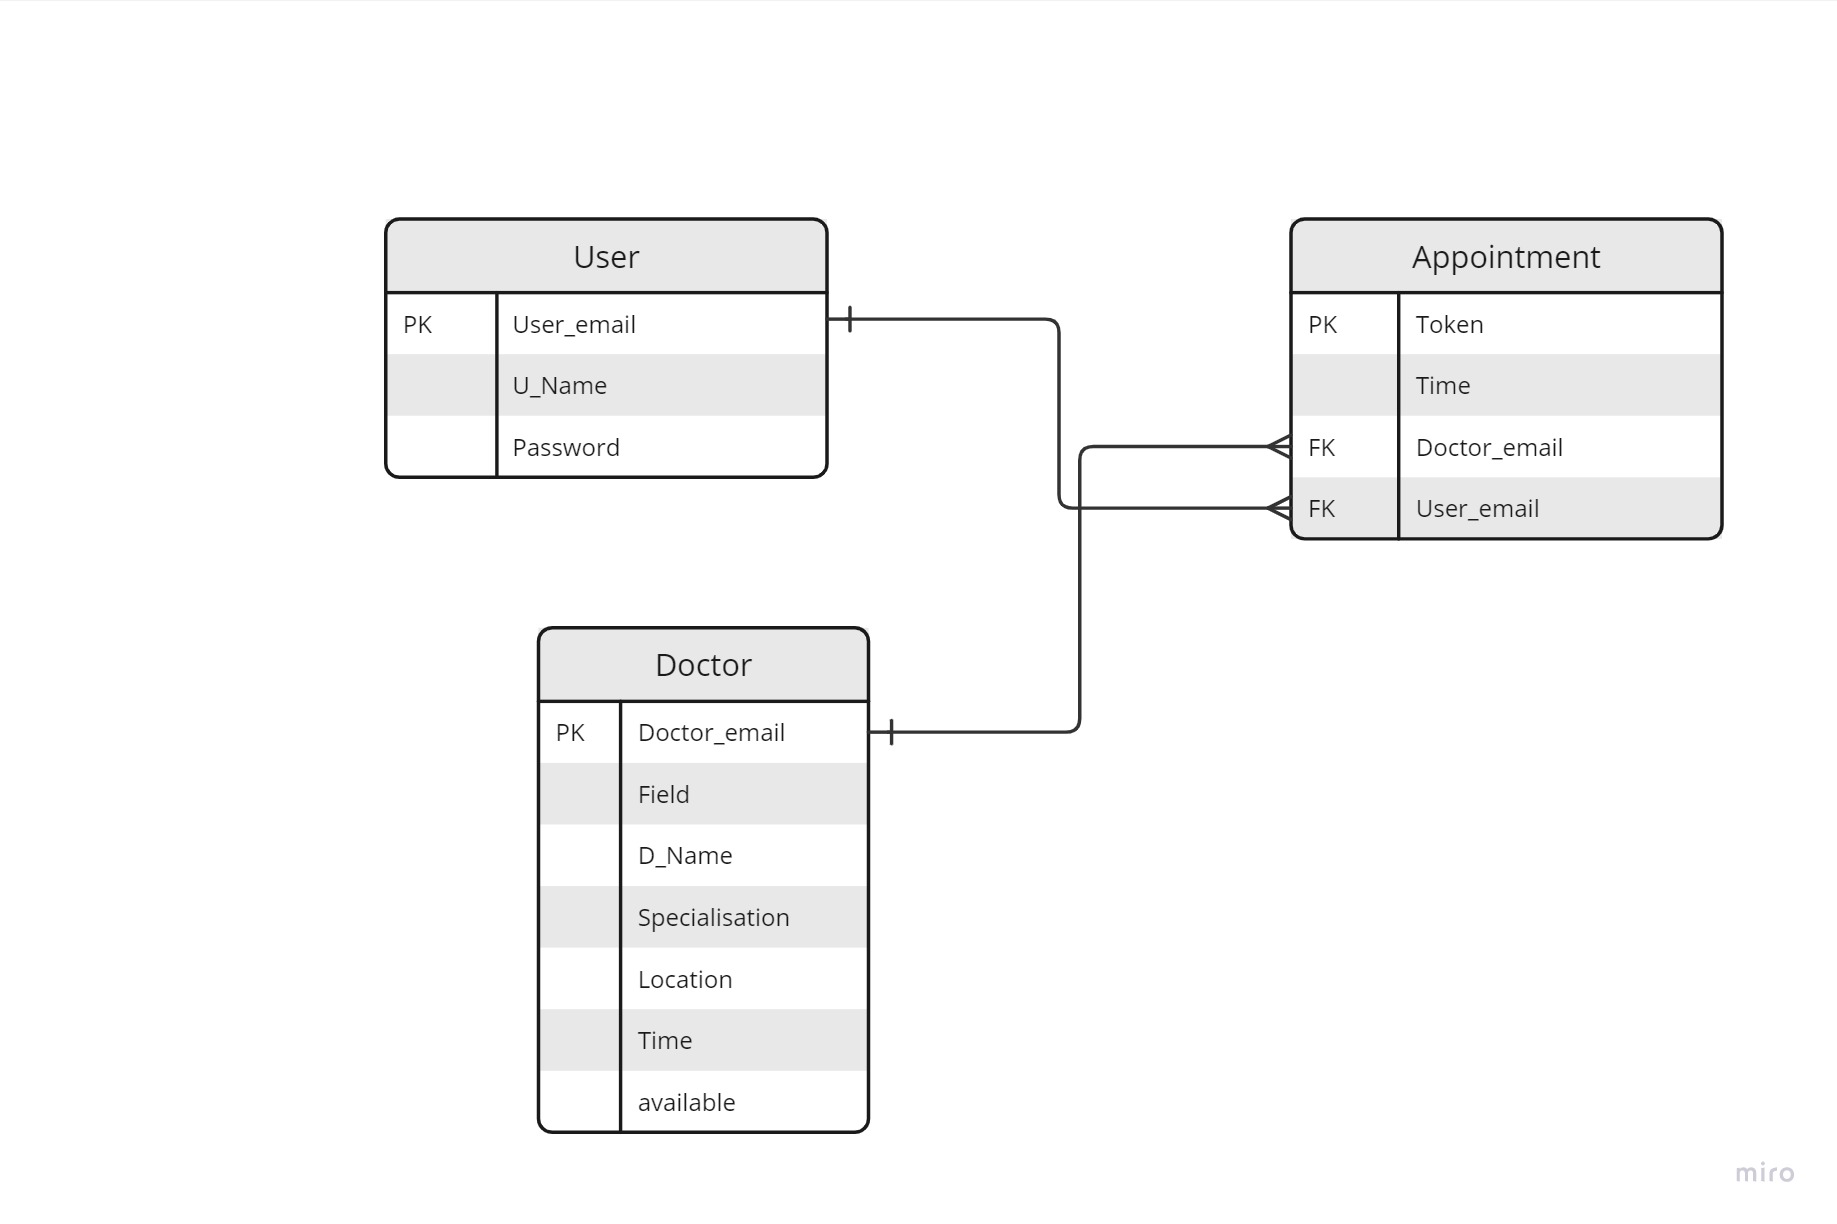 User
PK User_email
U_Name
Password
Appointment
PK Token
Time
FK Doctor_email
FK User_email
Doctor
PK Doctor_email
Field
D_Name
Specialisation
Location
Time
available
miro